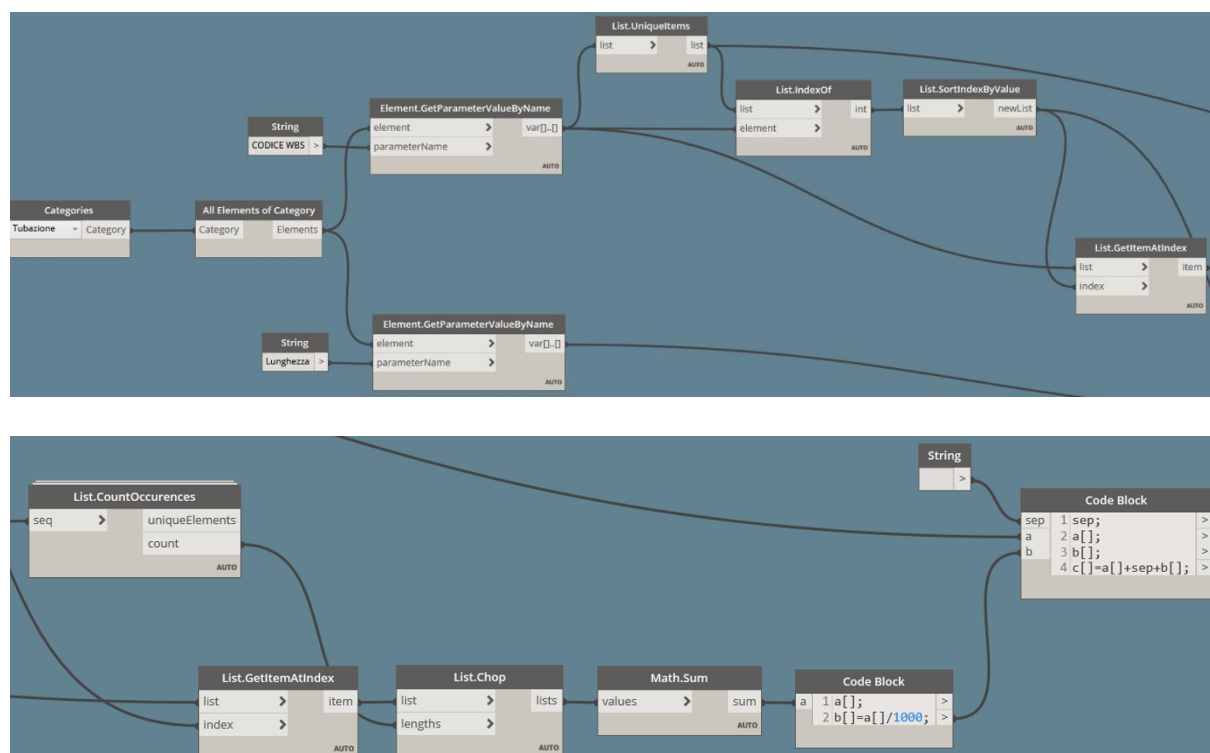 List.UniqueItems
list > list
AUTO
List.IndexOf
list > int
element >
AUTO
List.SortIndexByValue
list > newList
AUTO
Element.GetParameterValueByName
element > var[]..[]
parameterName >
AUTO
String
CODICE WBS >
Categories
Tubazione Category
All Elements of Category
Category Elements
List.GetItemAtIndex
list > item
index >
AUTO
Element.GetParameterValueByName
element > var[]..[]
parameterName >
AUTO
String
Lunghezza >
String
>
List.CountOccurences
seq > uniqueElements
count
AUTO
Code Block
sep 1 sep; >
a 2 a[]; >
b 3 b[]; >
4 c[]=a[]+sep+b[]; >
List.GetItemAtIndex
list > item
index >
AUTO
List.Chop
list > lists
lengths >
AUTO
Math.Sum
values > sum
AUTO
Code Block
a 1 a[]; >
2 b[]=a[]/1000; >